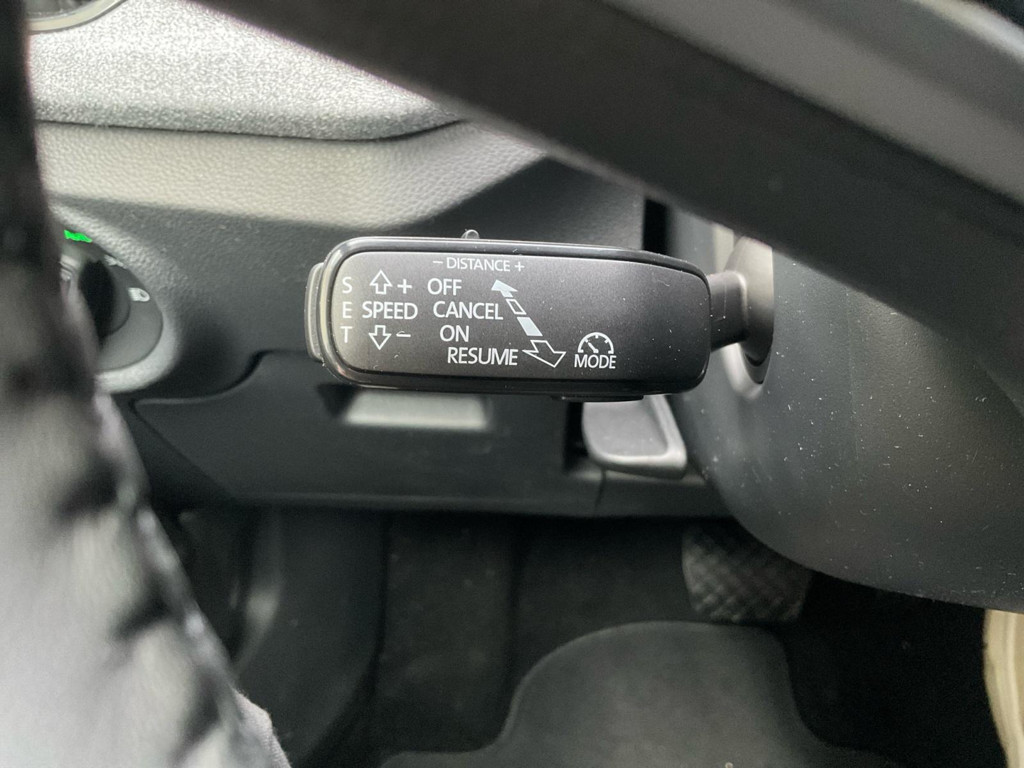 - DISTANCE +
S + OFF
E SPEED CANCEL
T - ON
RESUME
MODE